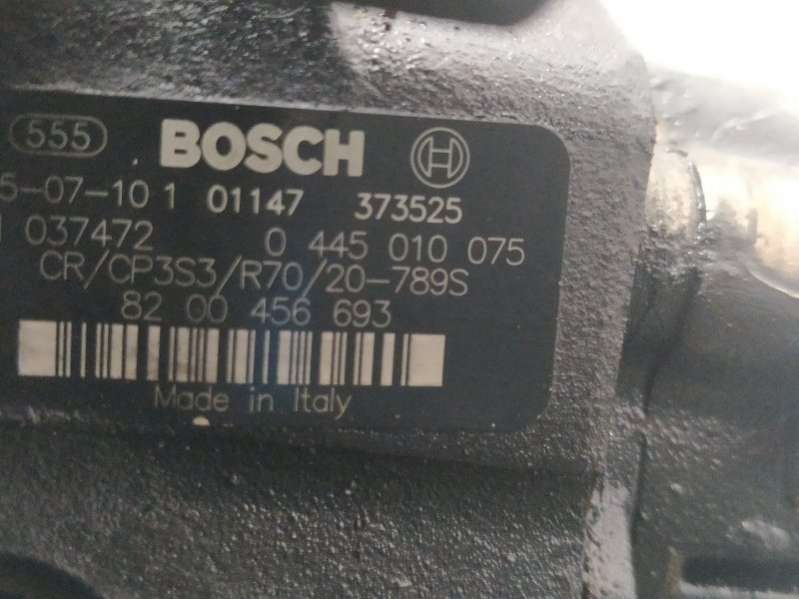 555 BOSCH
5-07-10 1 01147 373525
037472 0 445 010 075
CR/CP3S3/R70/20-789S
82 00 456 693
Made in Italy